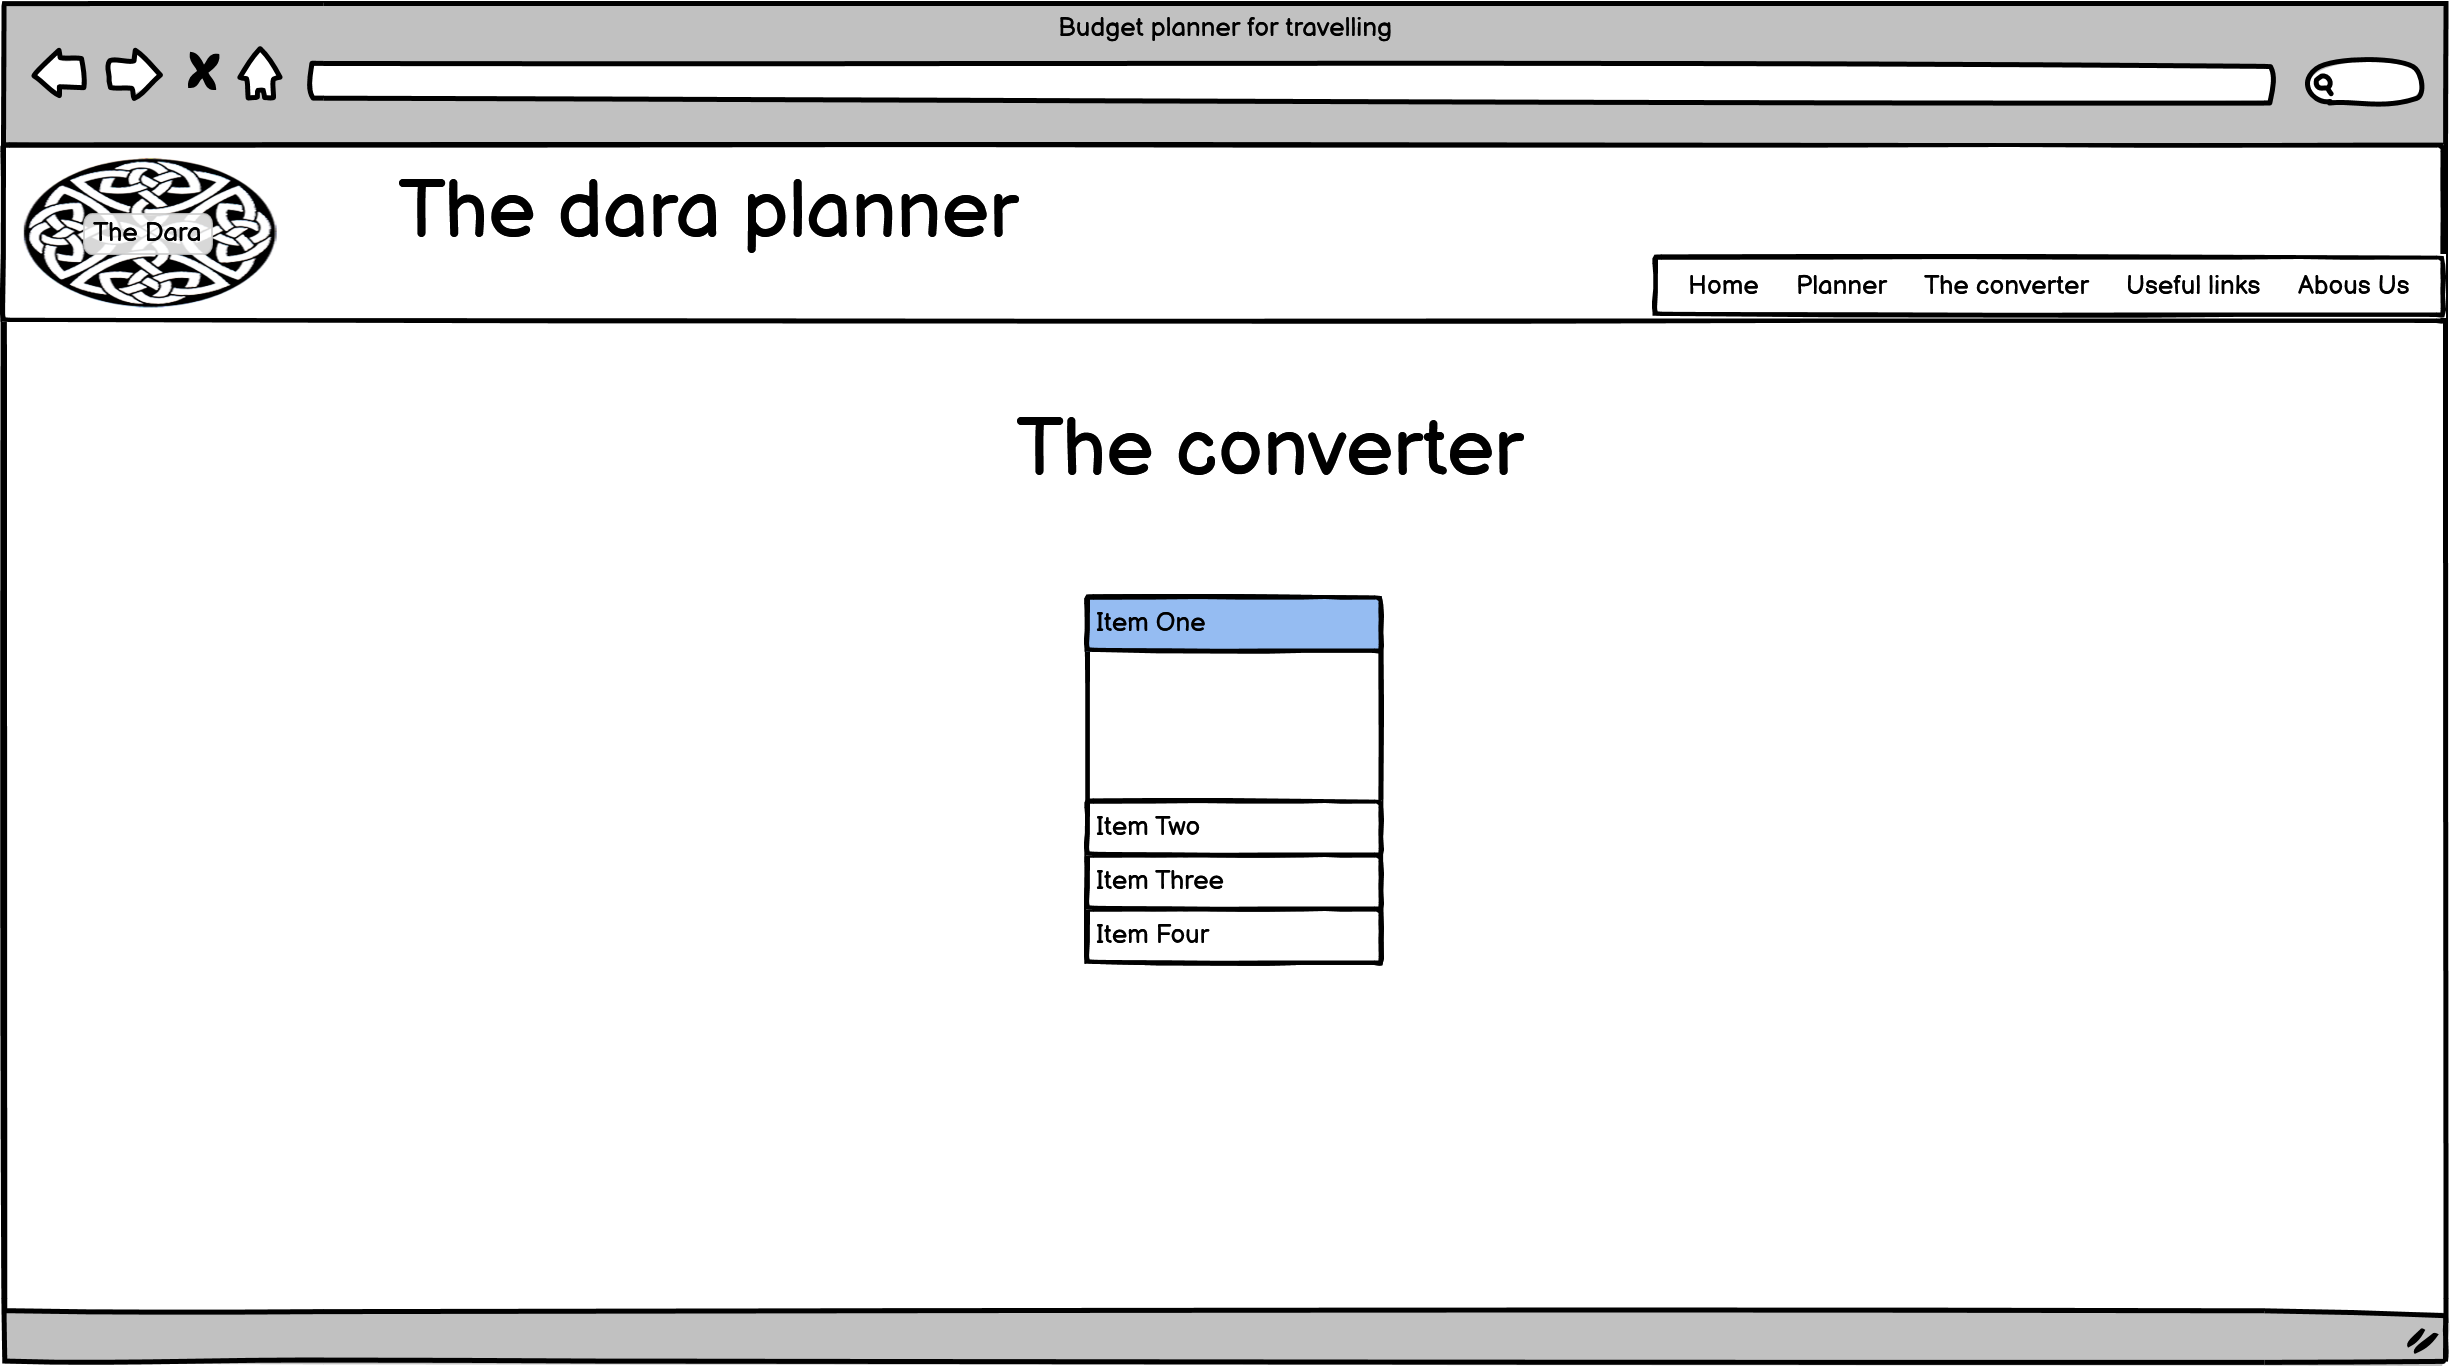 Budget planner for travelling
The Dara
The dara planner
Home Planner The converter Useful links Abous Us
The converter
Item One
Item Two
Item Three
Item Four